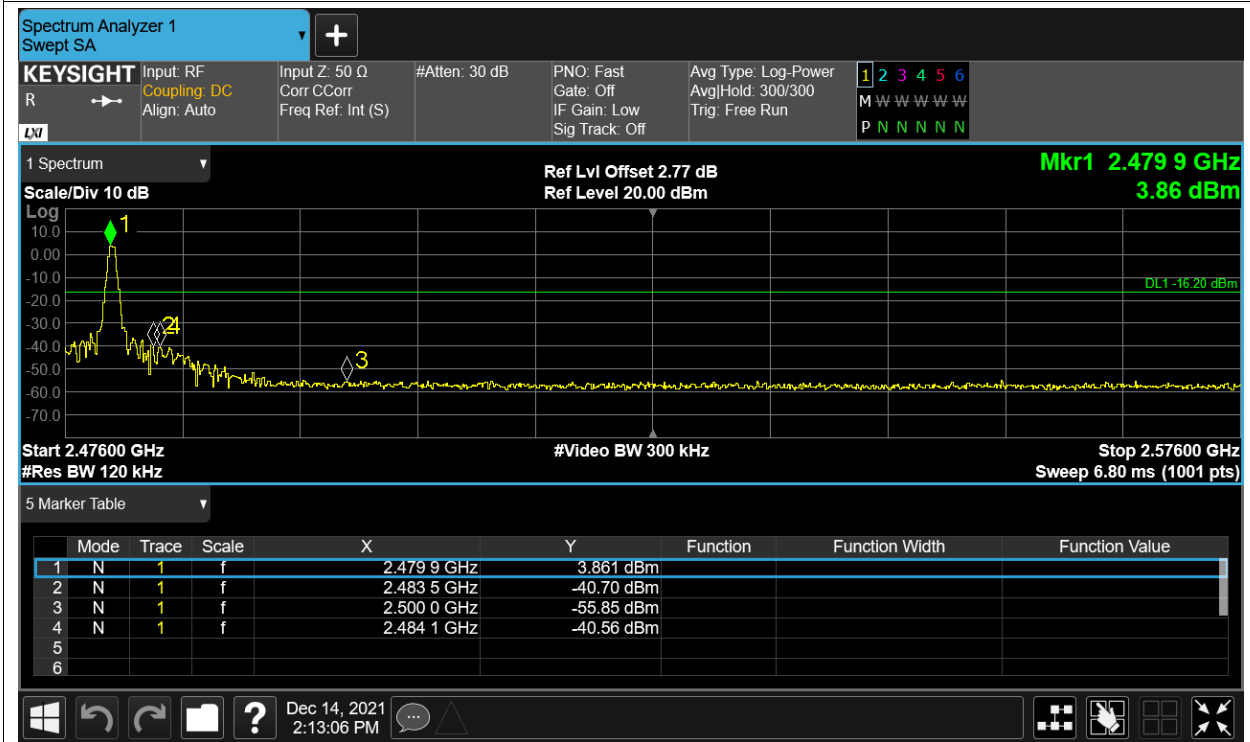 Spectrum Analyzer 1
Swept SA
+
KEYSIGHT Input: RF Input Z: 50 Ω #Atten: 30 dB PNO: Fast Avg Type: Log-Power 1 2 3 4 5 6
R Coupling: DC Corr CCorr Gate: Off Avg|Hold: 300/300 M W W W W W
Align: Auto Freq Ref: Int (S) IF Gain: Low Trig: Free Run
LXI Sig Track: Off P N N N N N N
1 Spectrum Ref Lvl Offset 2.77 dB Mkr1 2.479 9 GHz
Scale/Div 10 dB Ref Level 20.00 dBm 3.86 dBm
Log
1
10.0
0.00
-10.0
DL1 -16.20 dBm
-20.0
-30.0
2 4
-40.0
3
-50.0
-60.0
-70.0
Start 2.47600 GHz #Video BW 300 kHz Stop 2.57600 GHz
#Res BW 120 kHz Sweep 6.80 ms (1001 pts)
5 Marker Table
Mode Trace Scale X Y Function Function Width Function Value
1 N 1 f 2.479 9 GHz 3.861 dBm
2 N 1 f 2.483 5 GHz -40.70 dBm
3 N 1 f 2.500 0 GHz -55.85 dBm
4 N 1 f 2.484 1 GHz -40.56 dBm
5
6
? Dec 14, 2021
2:13:06 PM